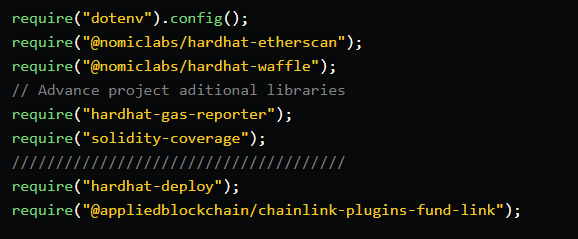 require("dotenv").config();
require("@nomiclabs/hardhat-etherscan");
require("@nomiclabs/hardhat-waffle");
// Advance project aditional libraries
require("hardhat-gas-reporter");
require("solidity-coverage");
//////////////////////////////////////
require("hardhat-deploy");
require("@appliedblockchain/chainlink-plugins-fund-link");